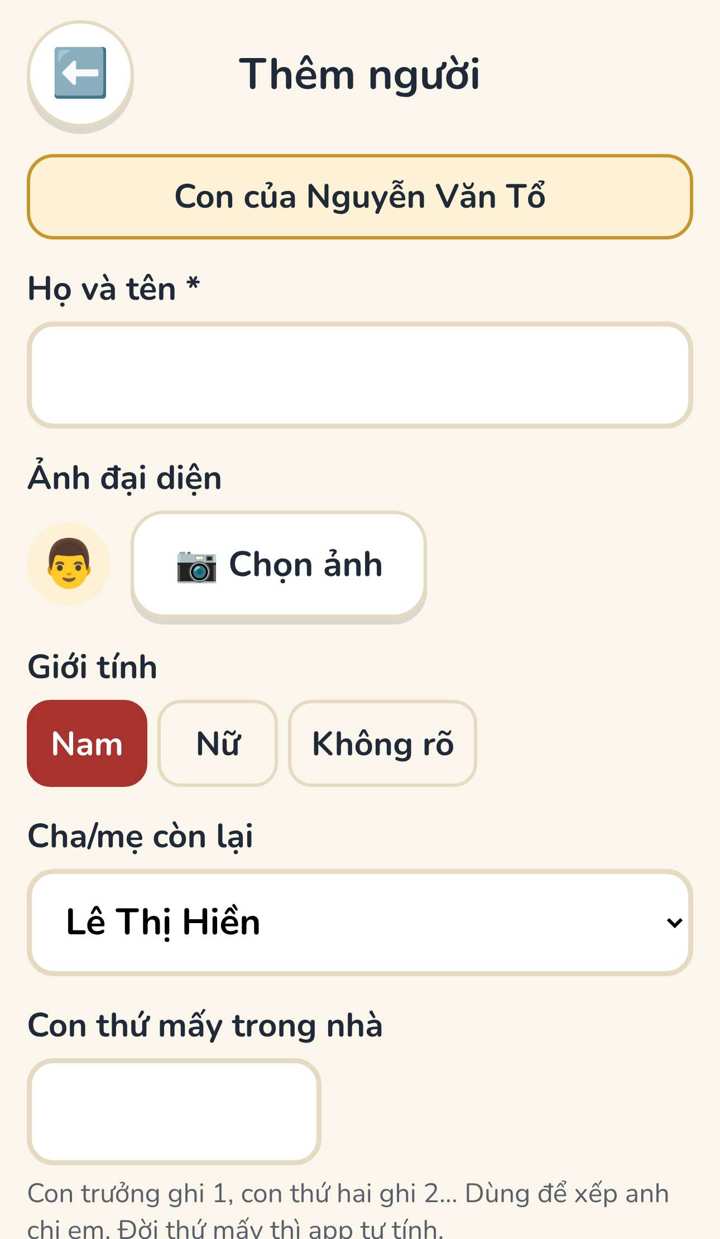 Thêm người
Con của Nguyễn Văn Tổ
Họ và tên *
Ảnh đại diện
Chọn ảnh
Giới tính
Nam
Nữ
Không rõ
Cha/mẹ còn lại
Lê Thị Hiền
Con thứ mấy trong nhà
Con trưởng ghi 1, con thứ hai ghi 2... Dùng để xếp anh
chị em. Đời thứ mấy thì app tự tính.